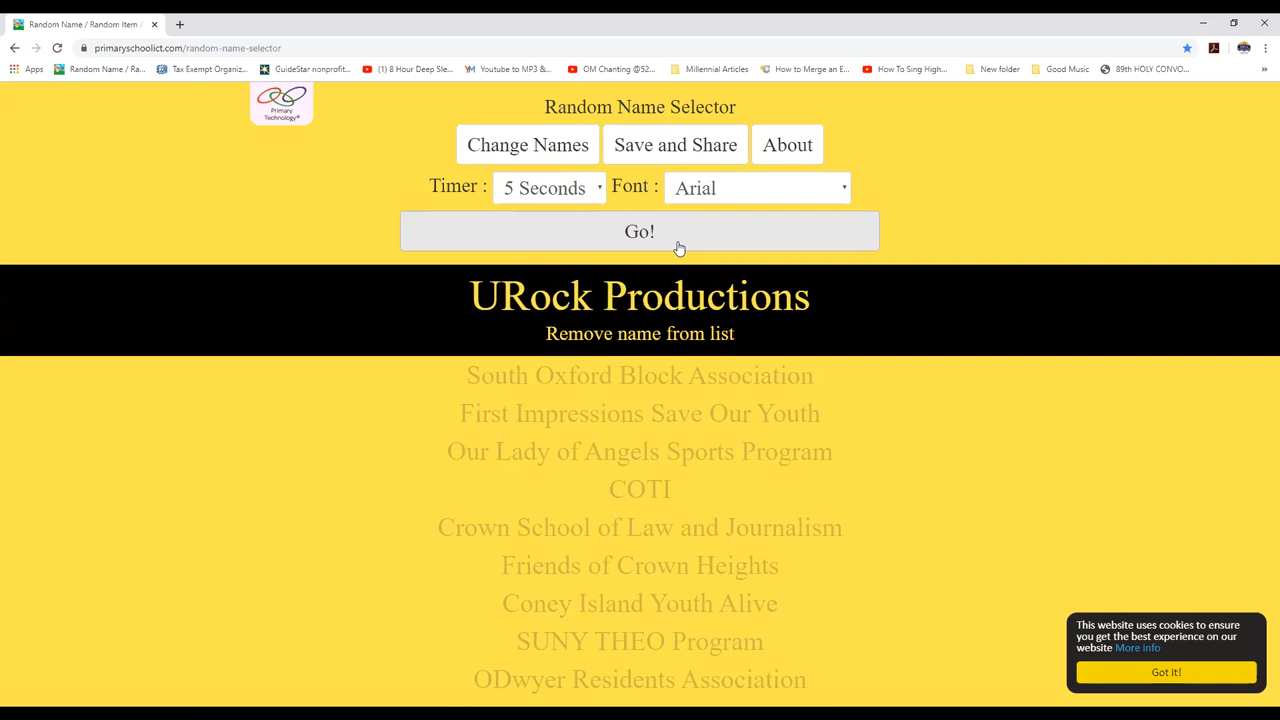 Random Name / Random Item /
primaryschoolict.com/random-name-selector
Apps
Random Name / Ra...
Tax Exempt Organiz...
GuideStar nonprofit...
(1) 8 Hour Deep Sle...
Youtube to MP3 &...
OM Chanting @52...
Millennial Articles
How to Merge an E...
How To Sing High...
New folder
Good Music
89th HOLY CONVO...
»
Primary
Technology®
Random Name Selector
Change Names
Save and Share
About
Timer : 5 Seconds Font : Arial
Go!
URock Productions
Remove name from list
South Oxford Block Association
First Impressions Save Our Youth
Our Lady of Angels Sports Program
COTI
Crown School of Law and Journalism
Friends of Crown Heights
Coney Island Youth Alive
SUNY THEO Program
ODwyer Residents Association
This website uses cookies to ensure
you get the best experience on our
website More info
Got it!